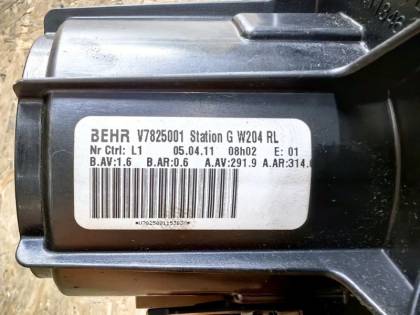 BEHR V7825001 Station G W204 RL
Nr Ctrl: L1 05.04.11 08h02 E: 01
B.AV:1.6 B.AR:0.6 A.AV:291.9 A.AR:314.